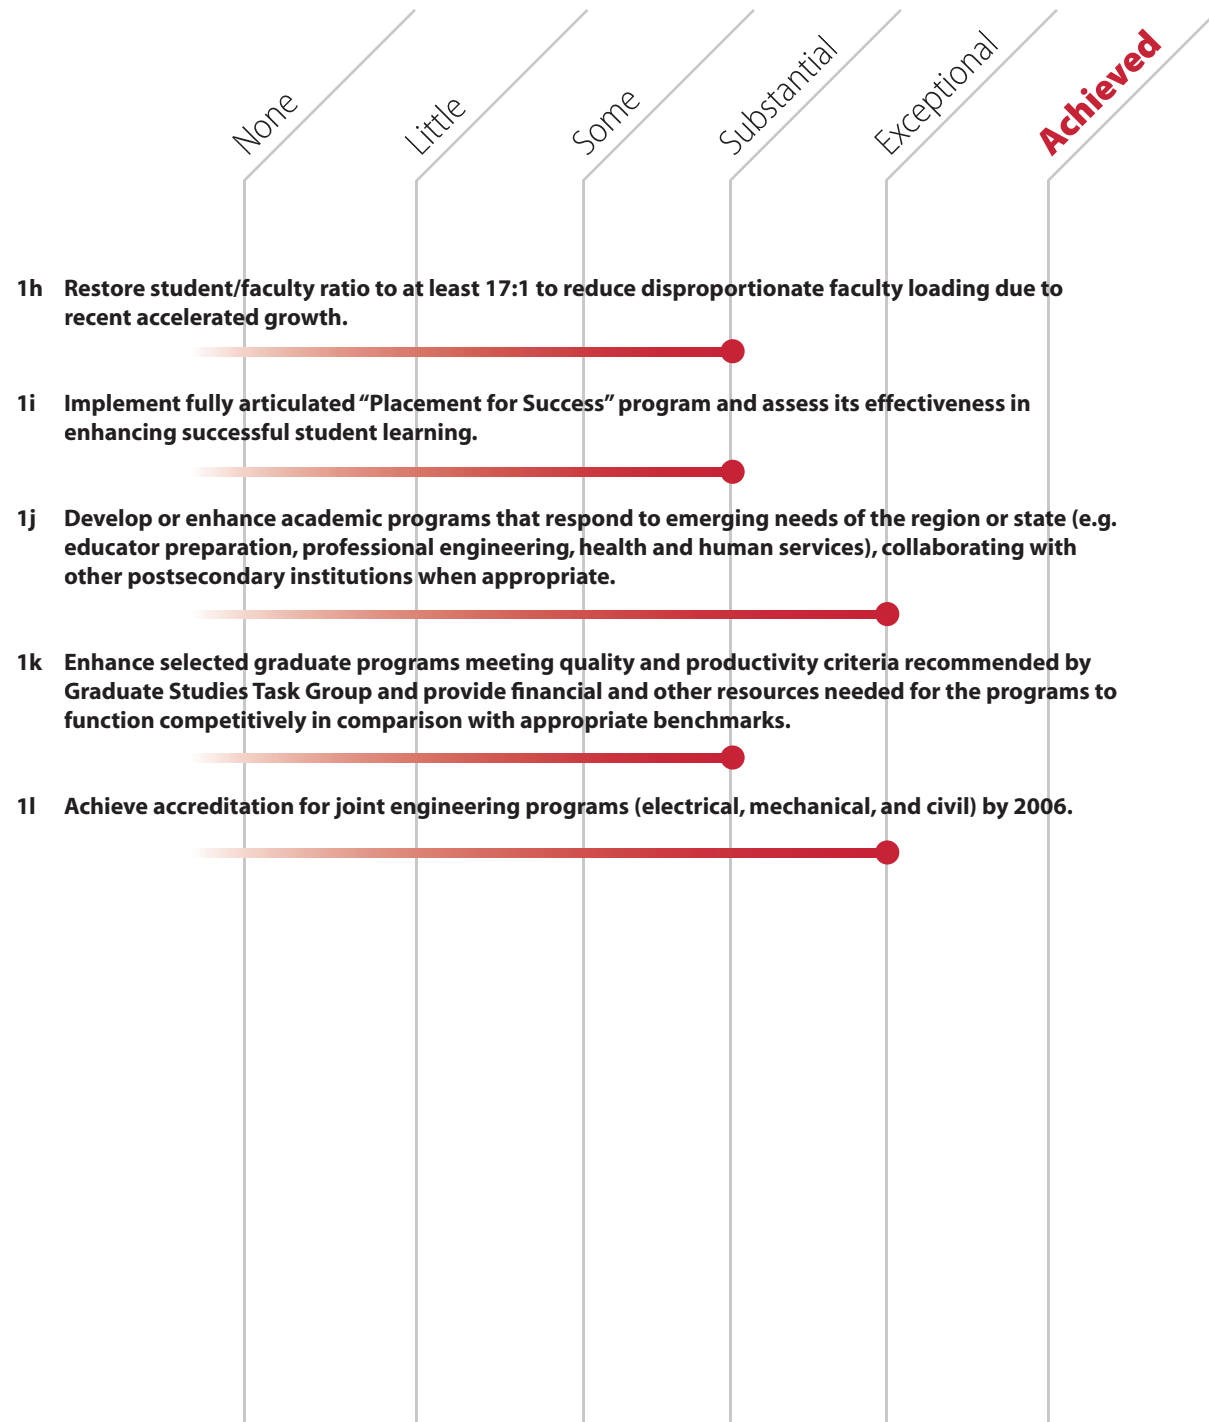 None
Little
Some
Substantial
Exceptional
Achieved
1h Restore student/faculty ratio to at least 17:1 to reduce disproportionate faculty loading due to
recent accelerated growth.
1i Implement fully articulated “Placement for Success” program and assess its effectiveness in
enhancing successful student learning.
1j Develop or enhance academic programs that respond to emerging needs of the region or state (e.g.
educator preparation, professional engineering, health and human services), collaborating with
other postsecondary institutions when appropriate.
1k Enhance selected graduate programs meeting quality and productivity criteria recommended by
Graduate Studies Task Group and provide financial and other resources needed for the programs to
function competitively in comparison with appropriate benchmarks.
1l Achieve accreditation for joint engineering programs (electrical, mechanical, and civil) by 2006.